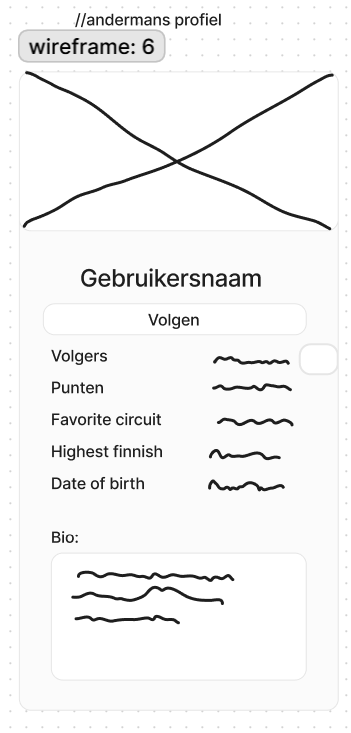 //andermans profiel
wireframe: 6
Gebruikersnaam
Volgen
Volgers
Punten
Favorite circuit
Highest finnish
Date of birth
Bio: